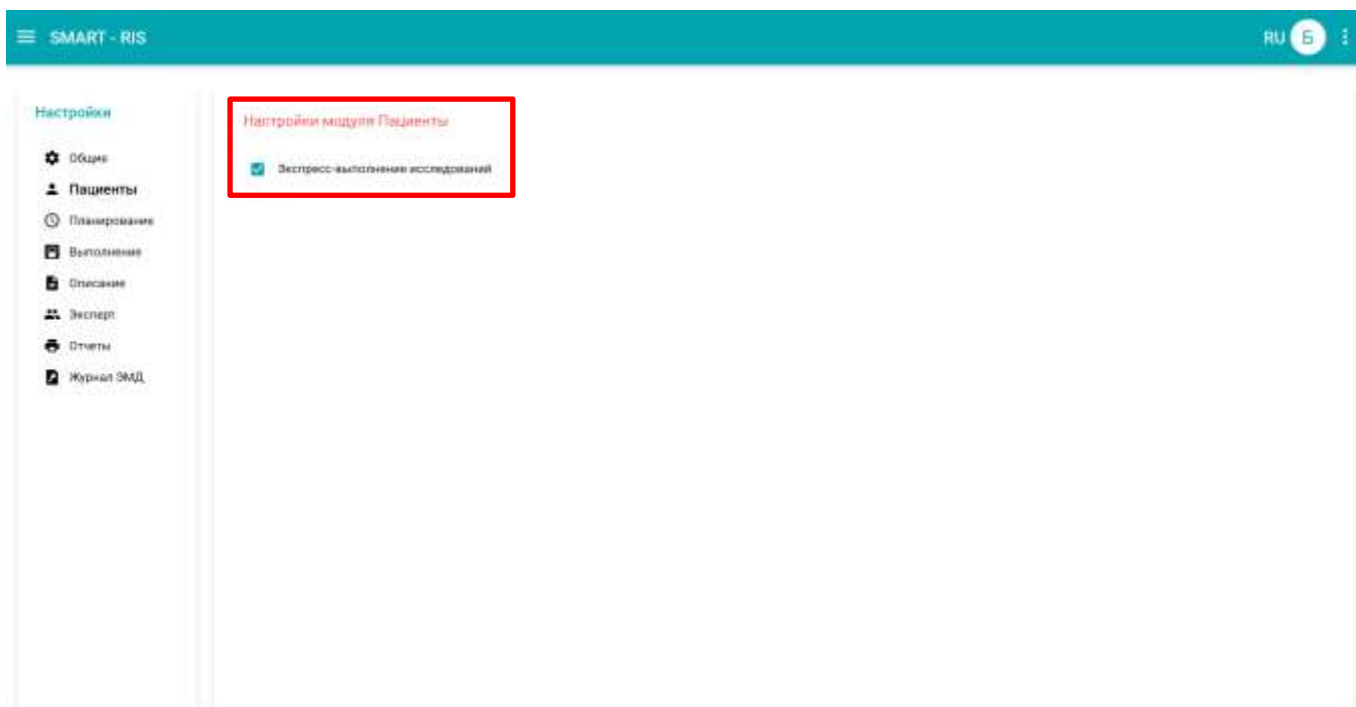 SMART - RIS
RU Б
Настройки
Общие
Пациенты
Планирование
Выполнение
Описание
Эксперт
Отчеты
Журнал ЭМД
Настройки модуля Пациенты
Экспресс-выполнение исследований